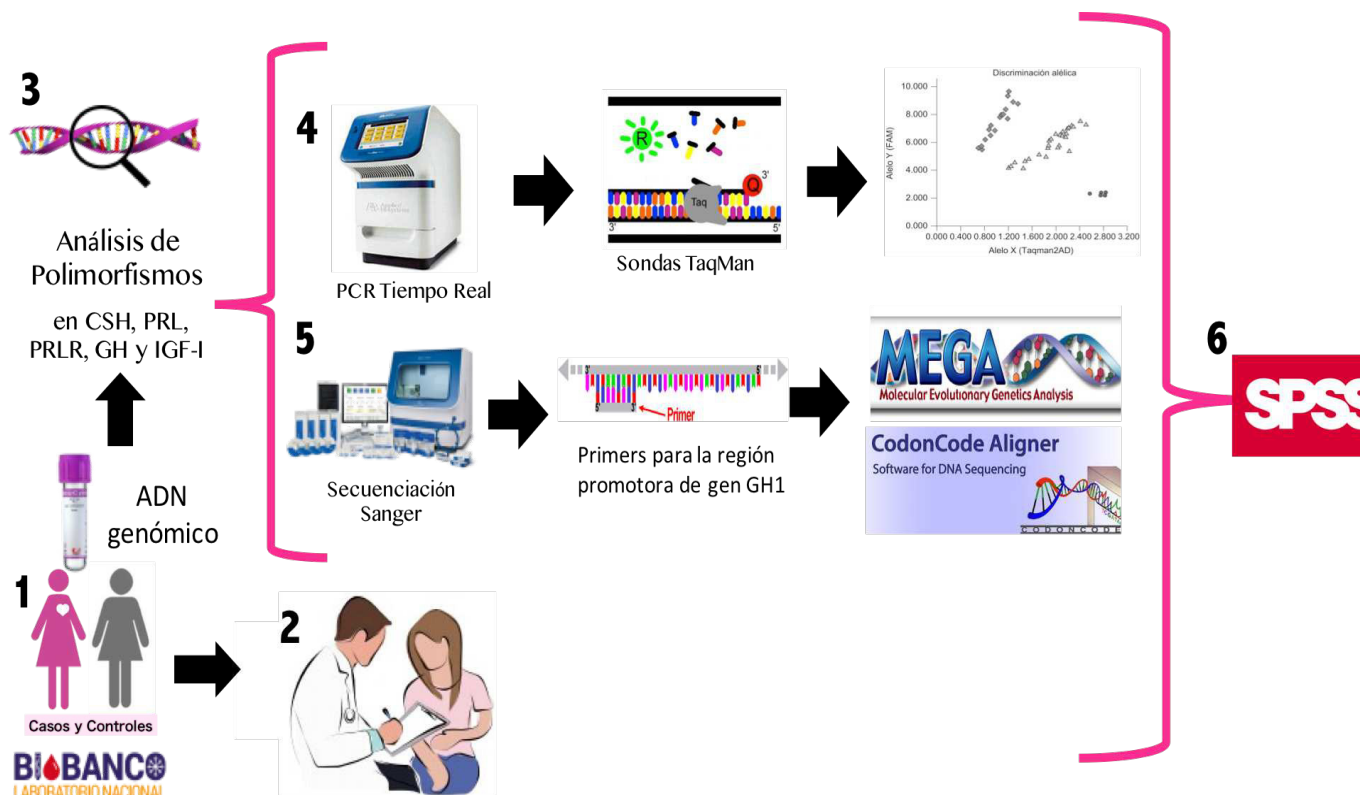 3
Análisis de
Polimorfismos
en CSH, PRL,
PRLR, GH y IGF-I
ADN
genómico
1
Casos y Controles
BIOBANCO
LABORATORIO NACIONAL
2
4
PCR Tiempo Real
R
Q
3'
Taq
3'
5'
Sondas TaqMan
Discriminación alélica
Alelo Y (FAM)
10.000
8.000
6.000
4.000
2.000
0.000
0.000 0.400 0.800 1.200 1.600 2.000 2.400 2.800 3.200
Alelo X (Taqman2AD)
5
Secuenciación
Sanger
3'
5'
5'
3'
Primer
Primers para la región
promotora de gen GH1
MEGA
Molecular Evolutionary Genetics Analysis
CodonCode Aligner
Software for DNA Sequencing
CODONCODE
6
SPSS